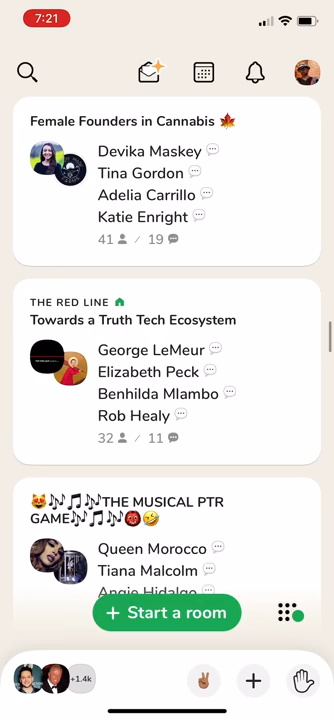 7:21
Female Founders in Cannabis 🍁
Devika Maskey 💬
Tina Gordon 💬
Adelia Carrillo 💬
Katie Enright 💬
41 / 19
THE RED LINE
Towards a Truth Tech Ecosystem
George LeMeur 💬
Elizabeth Peck 💬
Benhilda Mlambo 💬
Rob Healy 💬
32 / 11
😻🎶🎵🎶THE MUSICAL PTR
GAME🎶🎵🎶👹🤣
Queen Morocco 💬
Tiana Malcolm 💬
Angie Hidalgo 💬
+ Start a room
+1.4k